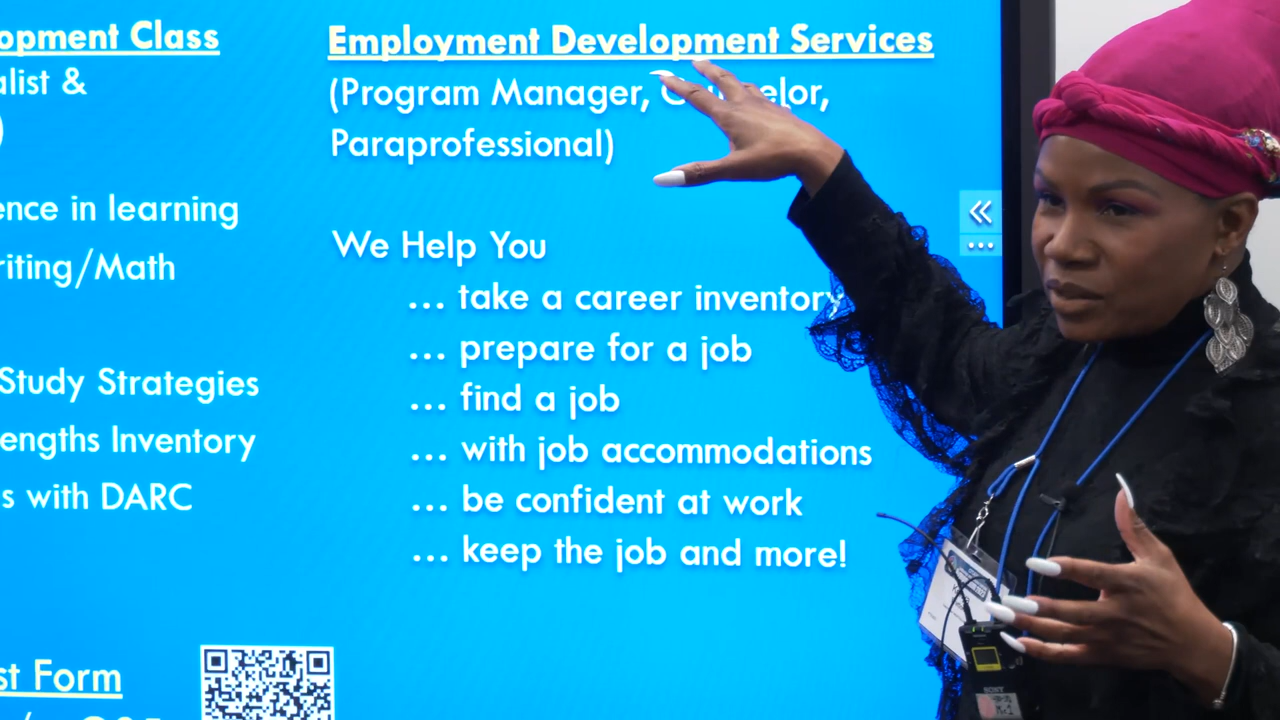 opment Class
alist &
)
ence in learning
riting/Math
Study Strategies
engths Inventory
s with DARC
st Form
Employment Development Services
(Program Manager, Counselor,
Paraprofessional)
We Help You
... take a career inventory
... prepare for a job
... find a job
... with job accommodations
... be confident at work
... keep the job and more!
SONY